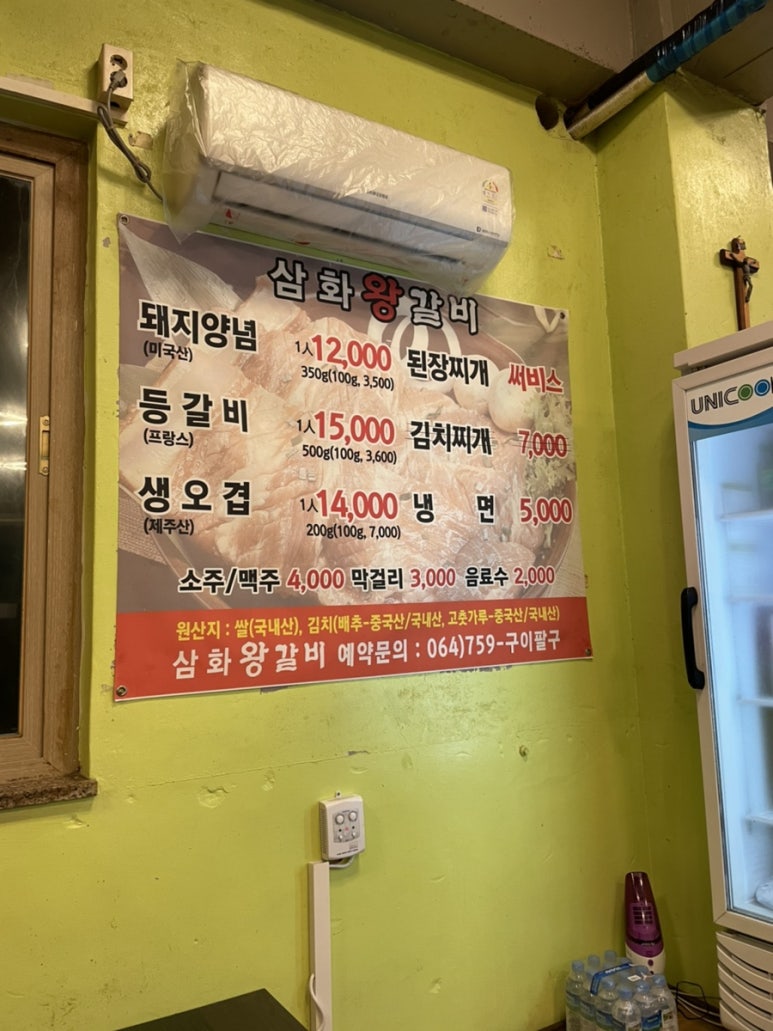 삼화왕갈비
돼지양념 1人12,000 된장찌개 써비스
(미국산) 350g(100g, 3,500)
등갈비 1人15,000 김치찌개 7,000
(프랑스) 500g(100g, 3,600)
생오겹 1人14,000 냉 면 5,000
(제주산) 200g(100g, 7,000)
소주/맥주 4,000 막걸리 3,000 음료수 2,000
원산지 : 쌀(국내산), 김치(배추-중국산/국내산, 고춧가루-중국산/국내산)
삼화왕갈비 예약문의 : 064)759-구이팔구
UNICOO